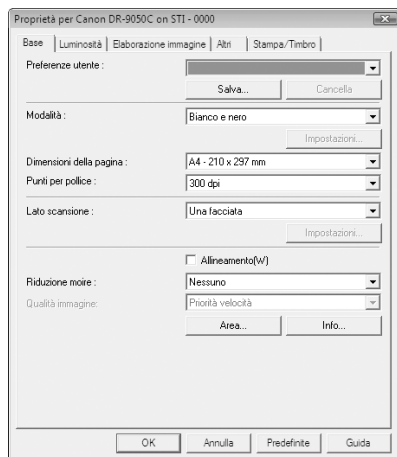 Proprietà per Canon DR-9050C on STI - 0000
Base Luminosità Elaborazione immagine Altri Stampa/Timbro
Preferenze utente :
Salva... Cancella
Modalità : Bianco e nero
Impostazioni...
Dimensioni della pagina : A4 - 210 x 297 mm
Punti per pollice : 300 dpi
Lato scansione : Una facciata
Impostazioni...
Allineamento(W)
Riduzione moire : Nessuno
Qualità immagine: Priorità velocità
Area... Info...
OK Annulla Predefinite Guida